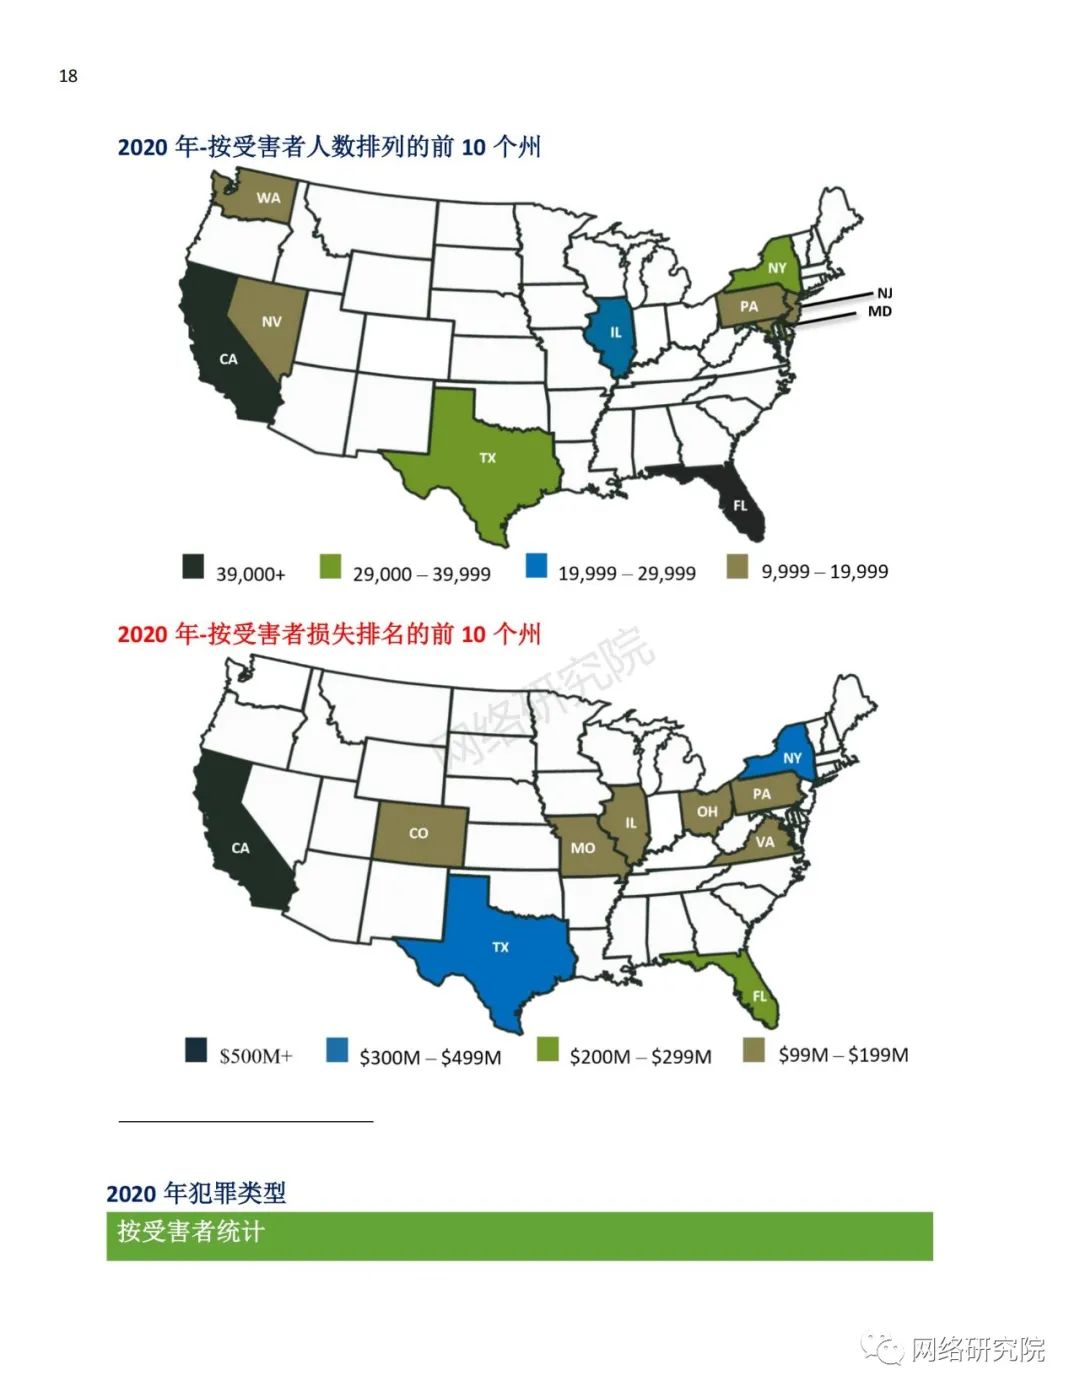 18
2020 年-按受害者人数排列的前 10 个州
WA
NY
NJ
PA
MD
NV
IL
CA
TX
FL
39,000+
29,000 – 39,999
19,999 – 29,999
9,999 – 19,999
2020 年-按受害者损失排名的前 10 个州
网络研究院
NY
PA
OH
IL
CO
VA
MO
CA
TX
FL
$500M+
$300M – $499M
$200M – $299M
$99M – $199M
2020 年犯罪类型
按受害者统计
网络研究院